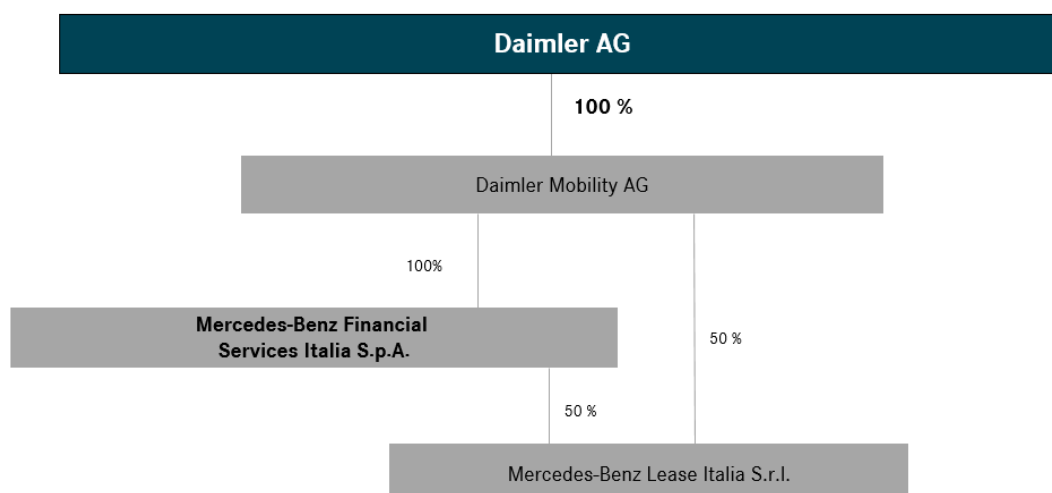 Daimler AG
100 %
Daimler Mobility AG
100%
Mercedes-Benz Financial
Services Italia S.p.A.
50 %
50 %
Mercedes-Benz Lease Italia S.r.l.